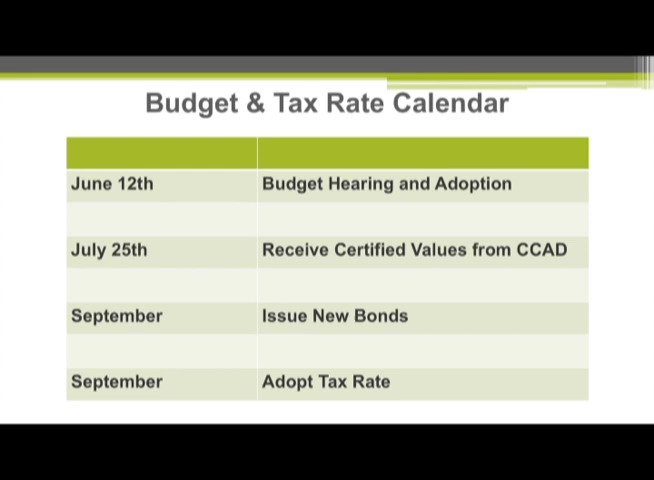 Budget & Tax Rate Calendar
June 12th Budget Hearing and Adoption
July 25th Receive Certified Values from CCAD
September Issue New Bonds
September Adopt Tax Rate